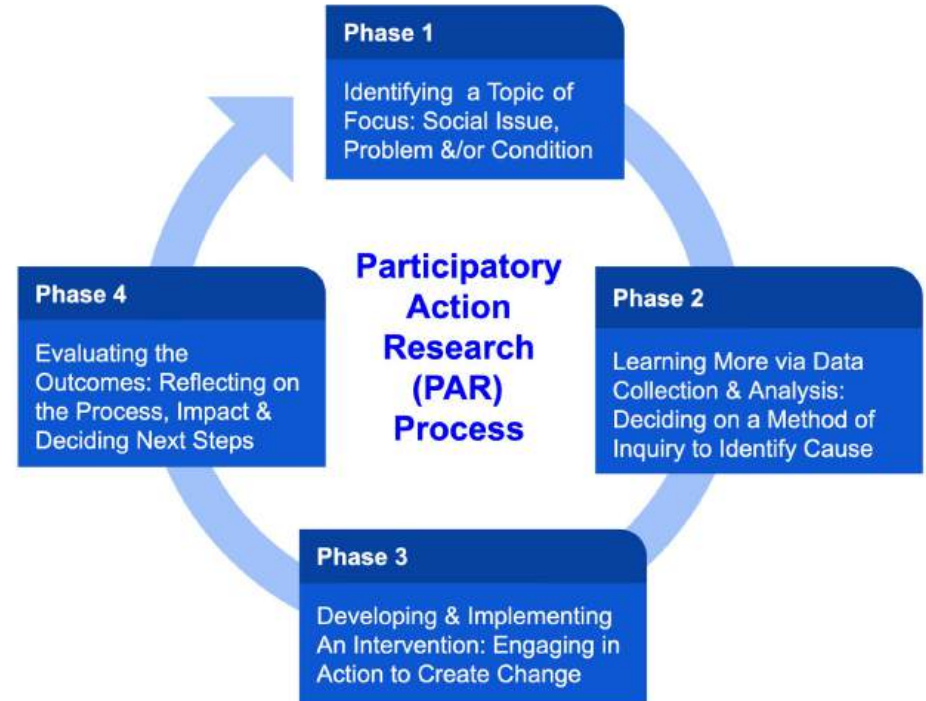 Phase 1
Identifying a Topic of
Focus: Social Issue,
Problem &/or Condition
Participatory
Action
Research
(PAR)
Process
Phase 2
Learning More via Data
Collection & Analysis:
Deciding on a Method of
Inquiry to Identify Cause
Phase 3
Developing & Implementing
An Intervention: Engaging in
Action to Create Change
Phase 4
Evaluating the
Outcomes: Reflecting on
the Process, Impact &
Deciding Next Steps